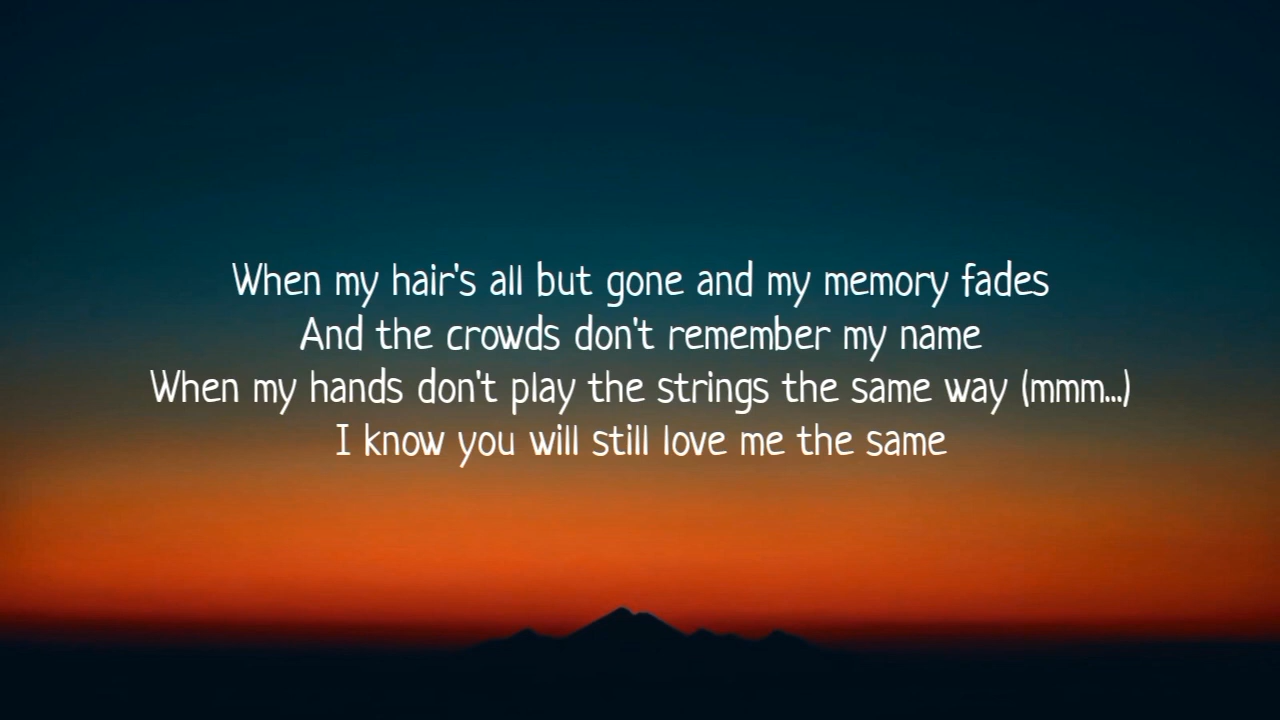 When my hair's all but gone and my memory fades
And the crowds don't remember my name
When my hands don't play the strings the same way (mmm...)
I know you will still love me the same